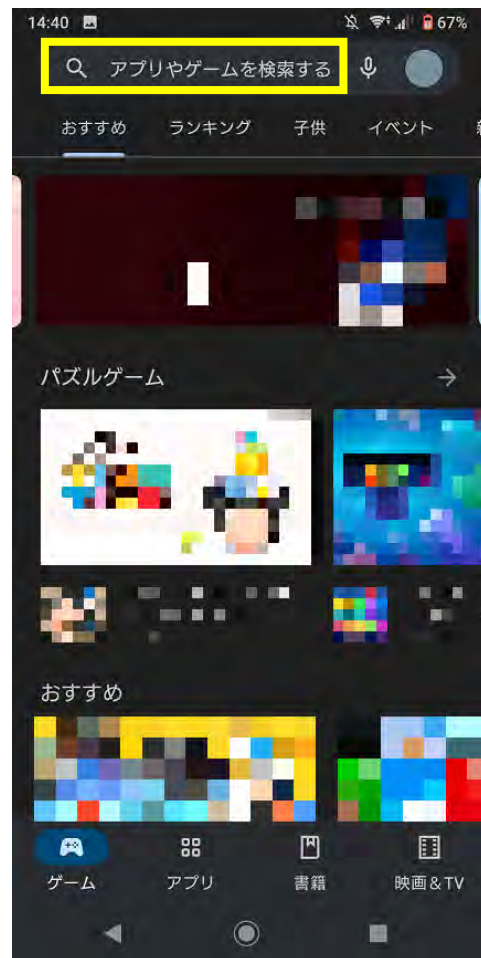 14:40
67%
アプリやゲームを検索する
おすすめ ランキング 子供 イベント
パズルゲーム
おすすめ
ゲーム アプリ 書籍 映画&TV